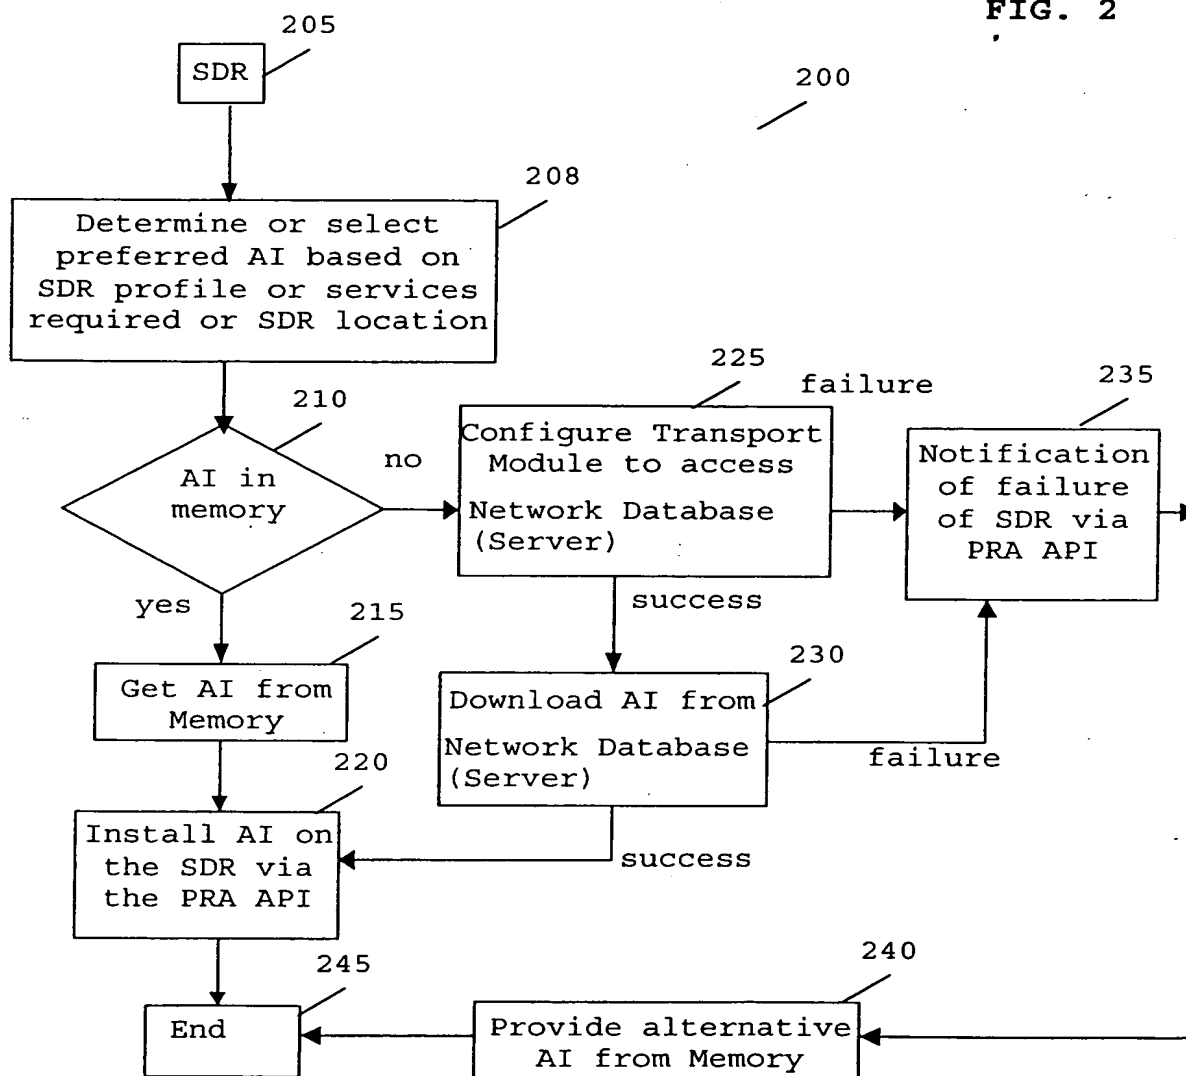 FIG. 2
205
SDR
200
208
Determine or select
preferred AI based on
SDR profile or services
required or SDR location
210
AI in
memory
no
yes
225
failure
Configure Transport
Module to access
Network Database
(Server)
success
235
Notification
of failure
of SDR via
PRA API
215
Get AI from
Memory
230
Download AI from
Network Database
(Server)
failure
success
220
Install AI on
the SDR via
the PRA API
245
End
240
Provide alternative
AI from Memory